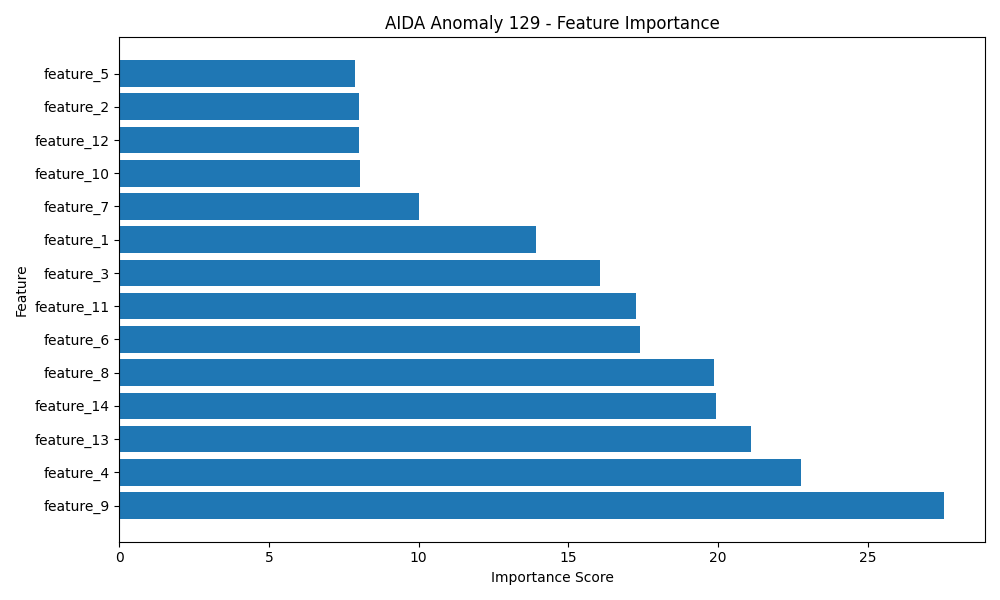 AIDA Anomaly 129 - Feature Importance
feature_5
feature_2
feature_12
feature_10
feature_7
feature_1
feature_3
feature_11
feature_6
feature_8
feature_14
feature_13
feature_4
feature_9
Feature
0 5 10 15 20 25
Importance Score